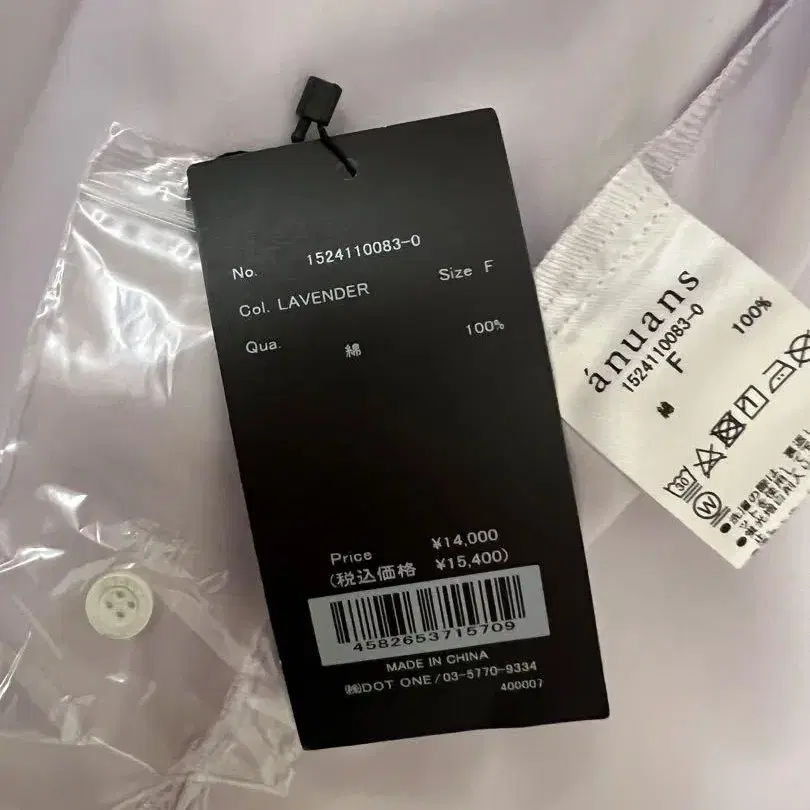 No. 1524110083-0
Col. LAVENDER Size F
Qua. 綿 100%
Price ¥14,000
(税込価格 ¥15,400)
4582653715709
MADE IN CHINA
㈱DOT ONE/03-5770-9334
400007
ánuans
1524110083-0
F
綿 100%
30
W